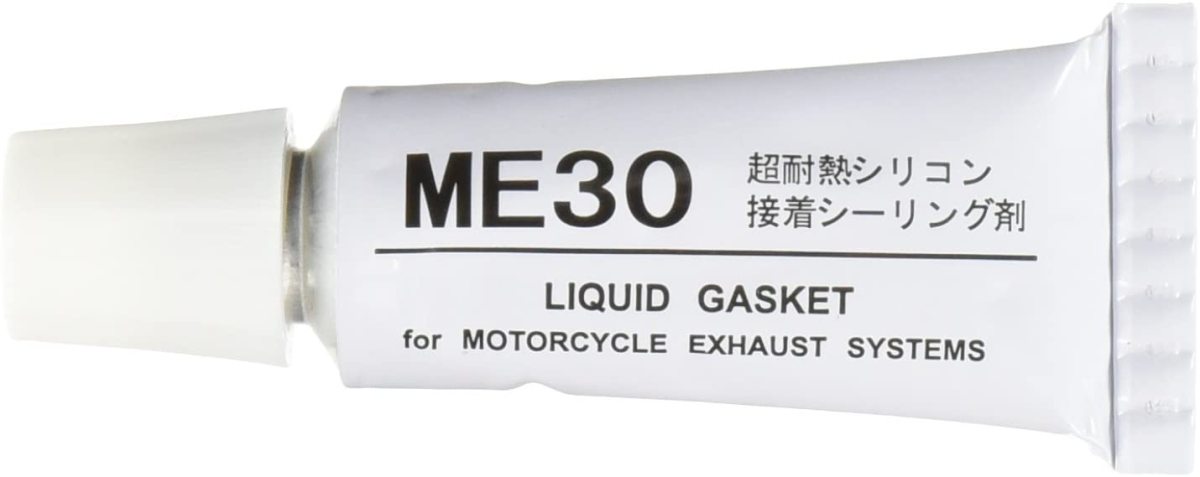 ME30
超耐熱シリコン
接着シーリング剤
LIQUID GASKET
for MOTORCYCLE EXHAUST SYSTEMS